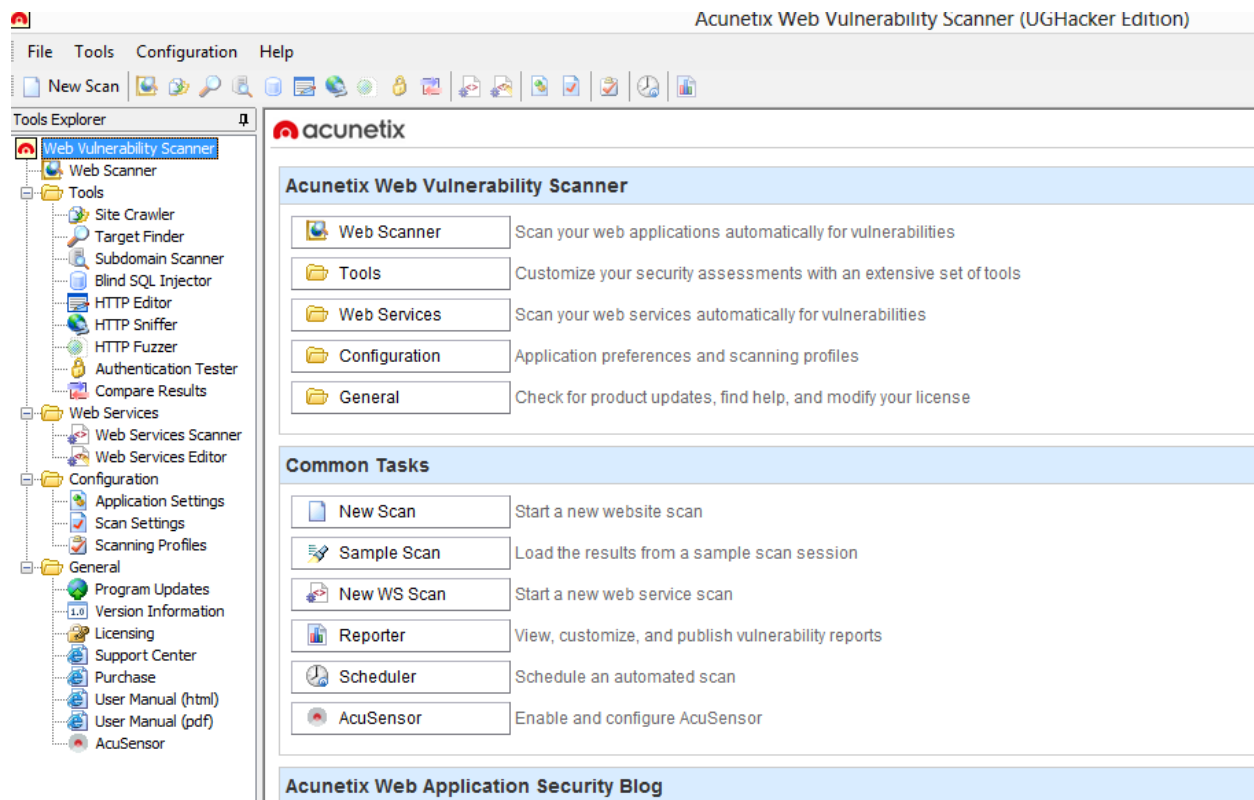 Acunetix Web Vulnerability Scanner (UGHacker Edition)
File Tools Configuration Help
New Scan
Tools Explorer
Web Vulnerability Scanner
Web Scanner
Tools
Site Crawler
Target Finder
Subdomain Scanner
Blind SQL Injector
HTTP Editor
HTTP Sniffer
HTTP Fuzzer
Authentication Tester
Compare Results
Web Services
Web Services Scanner
Web Services Editor
Configuration
Application Settings
Scan Settings
Scanning Profiles
General
Program Updates
1.0 Version Information
Licensing
Support Center
Purchase
User Manual (html)
User Manual (pdf)
AcuSensor
acunetix
Acunetix Web Vulnerability Scanner
Web Scanner Scan your web applications automatically for vulnerabilities
Tools Customize your security assessments with an extensive set of tools
Web Services Scan your web services automatically for vulnerabilities
Configuration Application preferences and scanning profiles
General Check for product updates, find help, and modify your license
Common Tasks
New Scan Start a new website scan
Sample Scan Load the results from a sample scan session
New WS Scan Start a new web service scan
Reporter View, customize, and publish vulnerability reports
Scheduler Schedule an automated scan
AcuSensor Enable and configure AcuSensor
Acunetix Web Application Security Blog